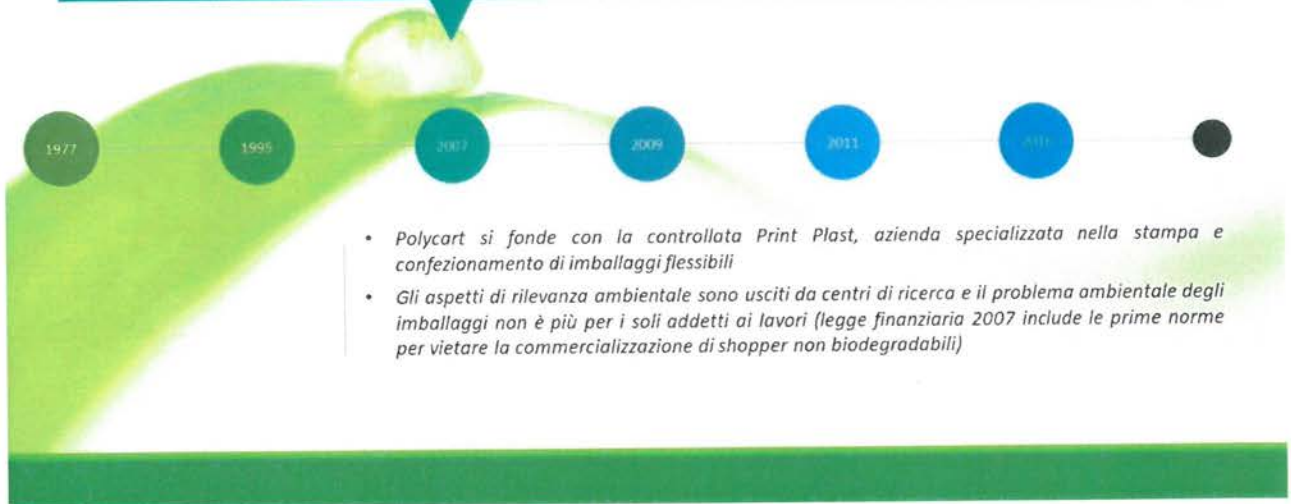 1977
1995
2007
2009
2011
• Polycart si fonde con la controllata Print Plast, azienda specializzata nella stampa e
confezionamento di imballaggi flessibili
• Gli aspetti di rilevanza ambientale sono usciti da centri di ricerca e il problema ambientale degli
imballaggi non è più per i soli addetti ai lavori (legge finanziaria 2007 include le prime norme
per vietare la commercializzazione di shopper non biodegradabili)